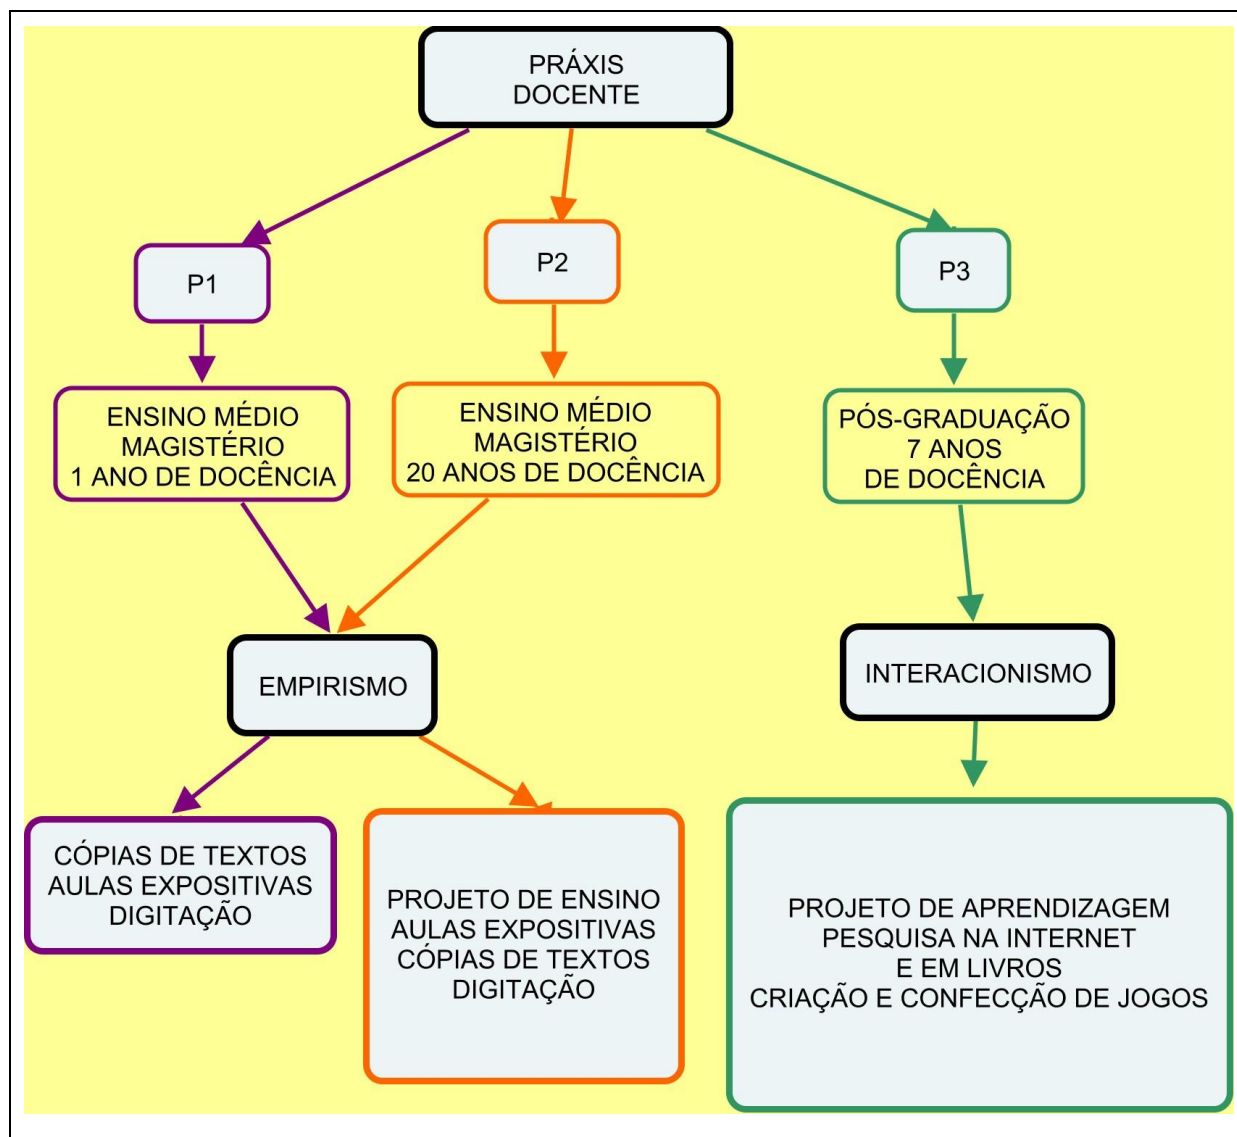 PRÁXIS
DOCENTE
P1
P2
P3
ENSINO MÉDIO
MAGISTÉRIO
1 ANO DE DOCÊNCIA
ENSINO MÉDIO
MAGISTÉRIO
20 ANOS DE DOCÊNCIA
PÓS-GRADUAÇÃO
7 ANOS
DE DOCÊNCIA
EMPIRISMO
INTERACIONISMO
CÓPIAS DE TEXTOS
AULAS EXPOSITIVAS
DIGITAÇÃO
PROJETO DE ENSINO
AULAS EXPOSITIVAS
CÓPIAS DE TEXTOS
DIGITAÇÃO
PROJETO DE APRENDIZAGEM
PESQUISA NA INTERNET
E EM LIVROS
CRIAÇÃO E CONFECÇÃO DE JOGOS